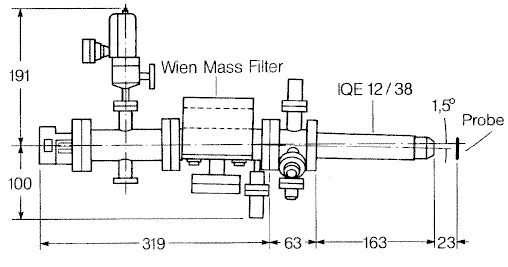 191
Wien Mass Filter
IQE 12/38
1,5°
Probe
100
319
63
163
23